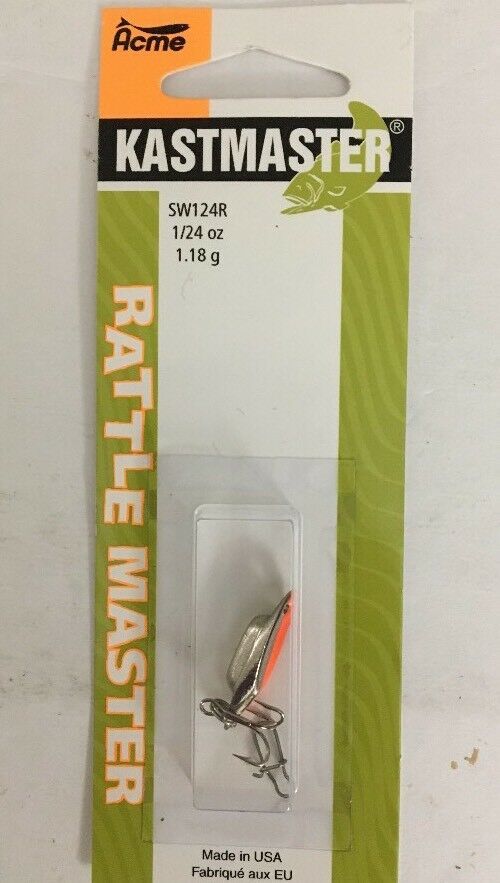 Acme
KASTMASTER®
SW124R
1/24 oz
1.18 g
RATTLE MASTER
Made in USA
Fabriqué aux EU